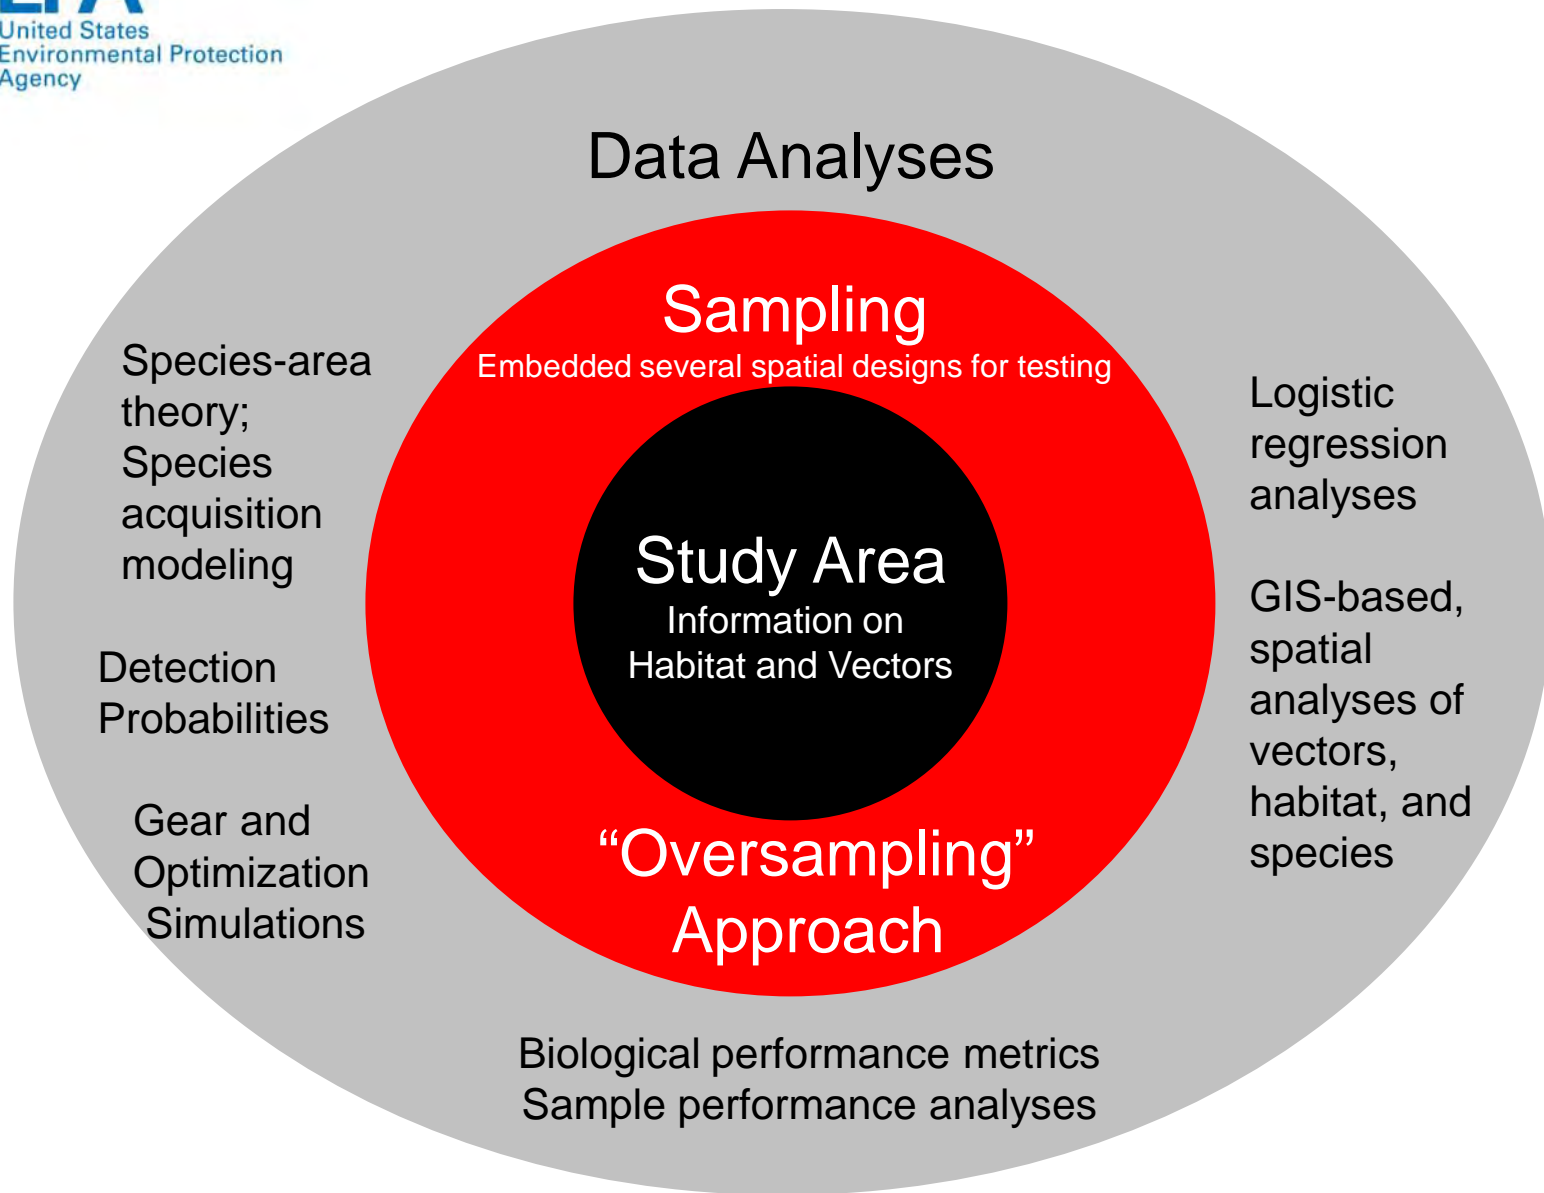 EPA
United States
Environmental Protection
Agency
Data Analyses
Sampling
Embedded several spatial designs for testing
Study Area
Information on
Habitat and Vectors
“Oversampling”
Approach
Species-area
theory;
Species
acquisition
modeling
Detection
Probabilities
Gear and
Optimization
Simulations
Logistic
regression
analyses
GIS-based,
spatial
analyses of
vectors,
habitat, and
species
Biological performance metrics
Sample performance analyses